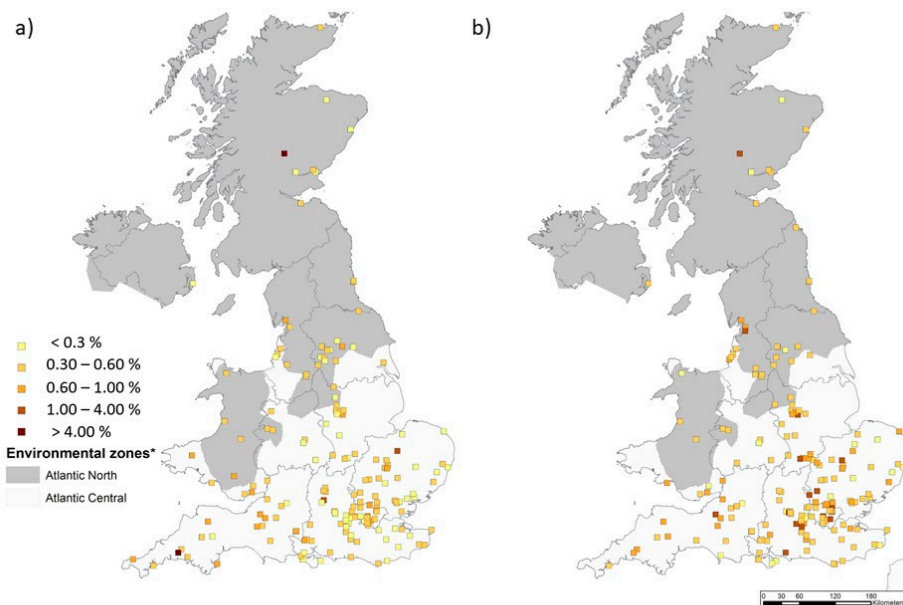 a)
b)
< 0.3 %
0.30 – 0.60 %
0.60 – 1.00 %
1.00 – 4.00 %
> 4.00 %
Environmental zones*
Atlantic North
Atlantic Central
0 30 60 120 180
Kilometers